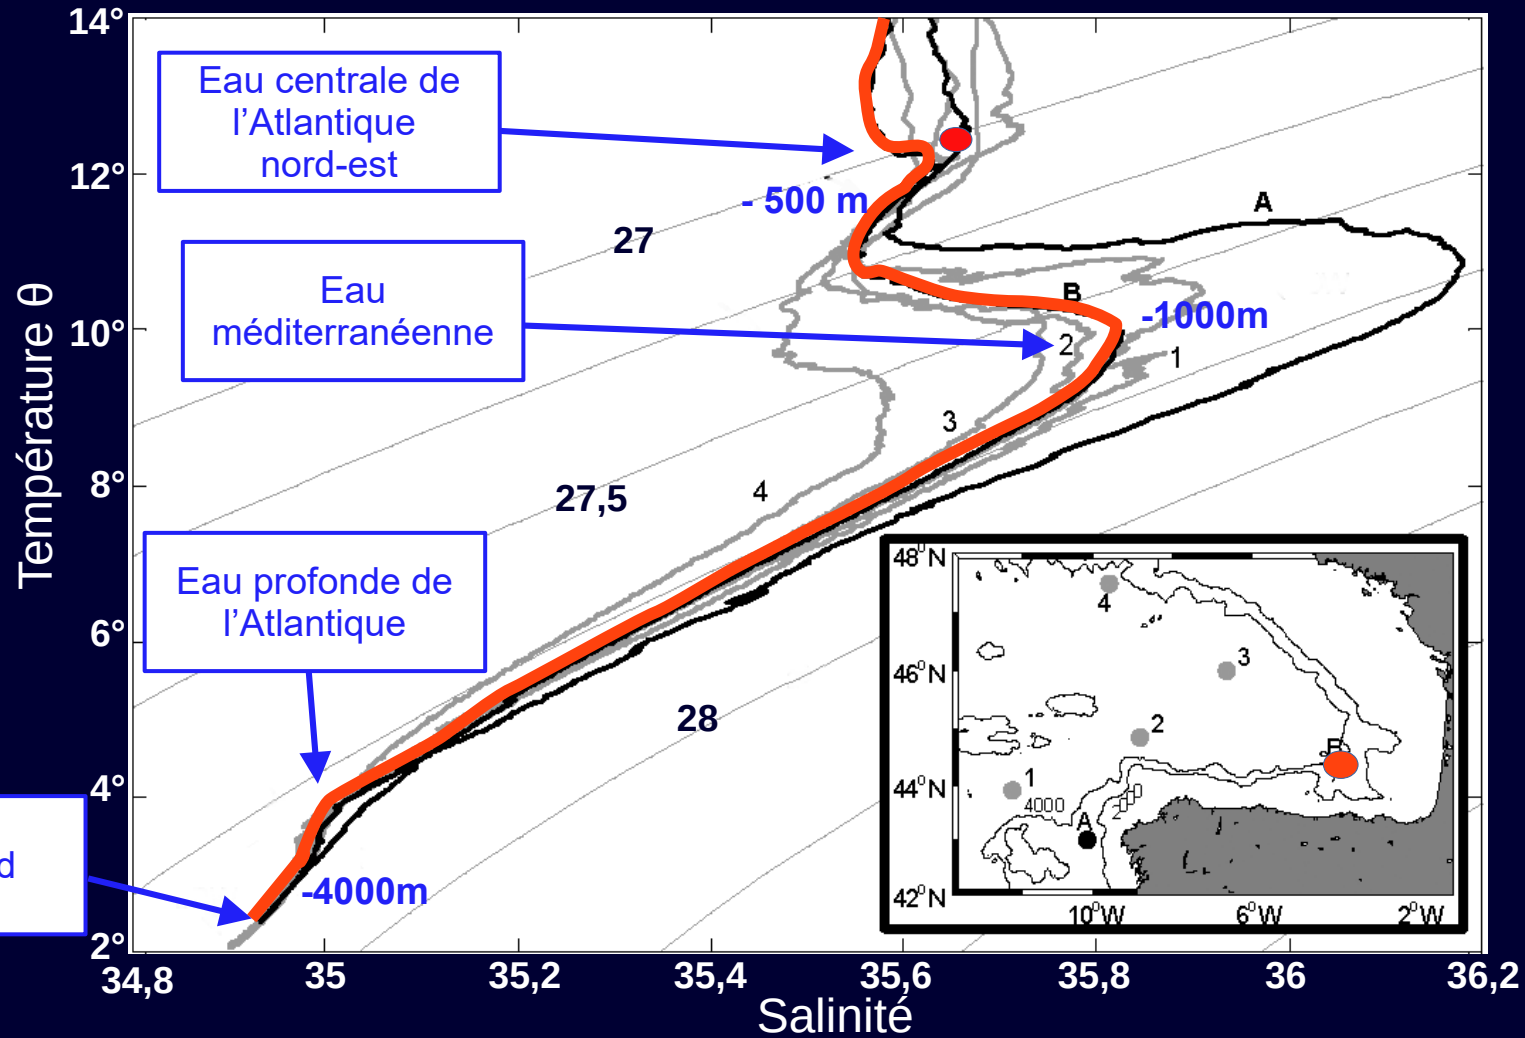 14°
12°
10°
8°
6°
4°
2°
Température θ
Eau centrale de
l'Atlantique
nord-est
- 500 m
27
A
Eau
méditerranéenne
B
-1000m
2
1
3
4
27,5
Eau profonde de
l'Atlantique
28
d
-4000m
48°N
46°N
44°N
42°N
4
3
2
1
4000
A
10°W
6°W
2°W
34,8
35
35,2
35,4
35,6
35,8
36
36,2
Salinité